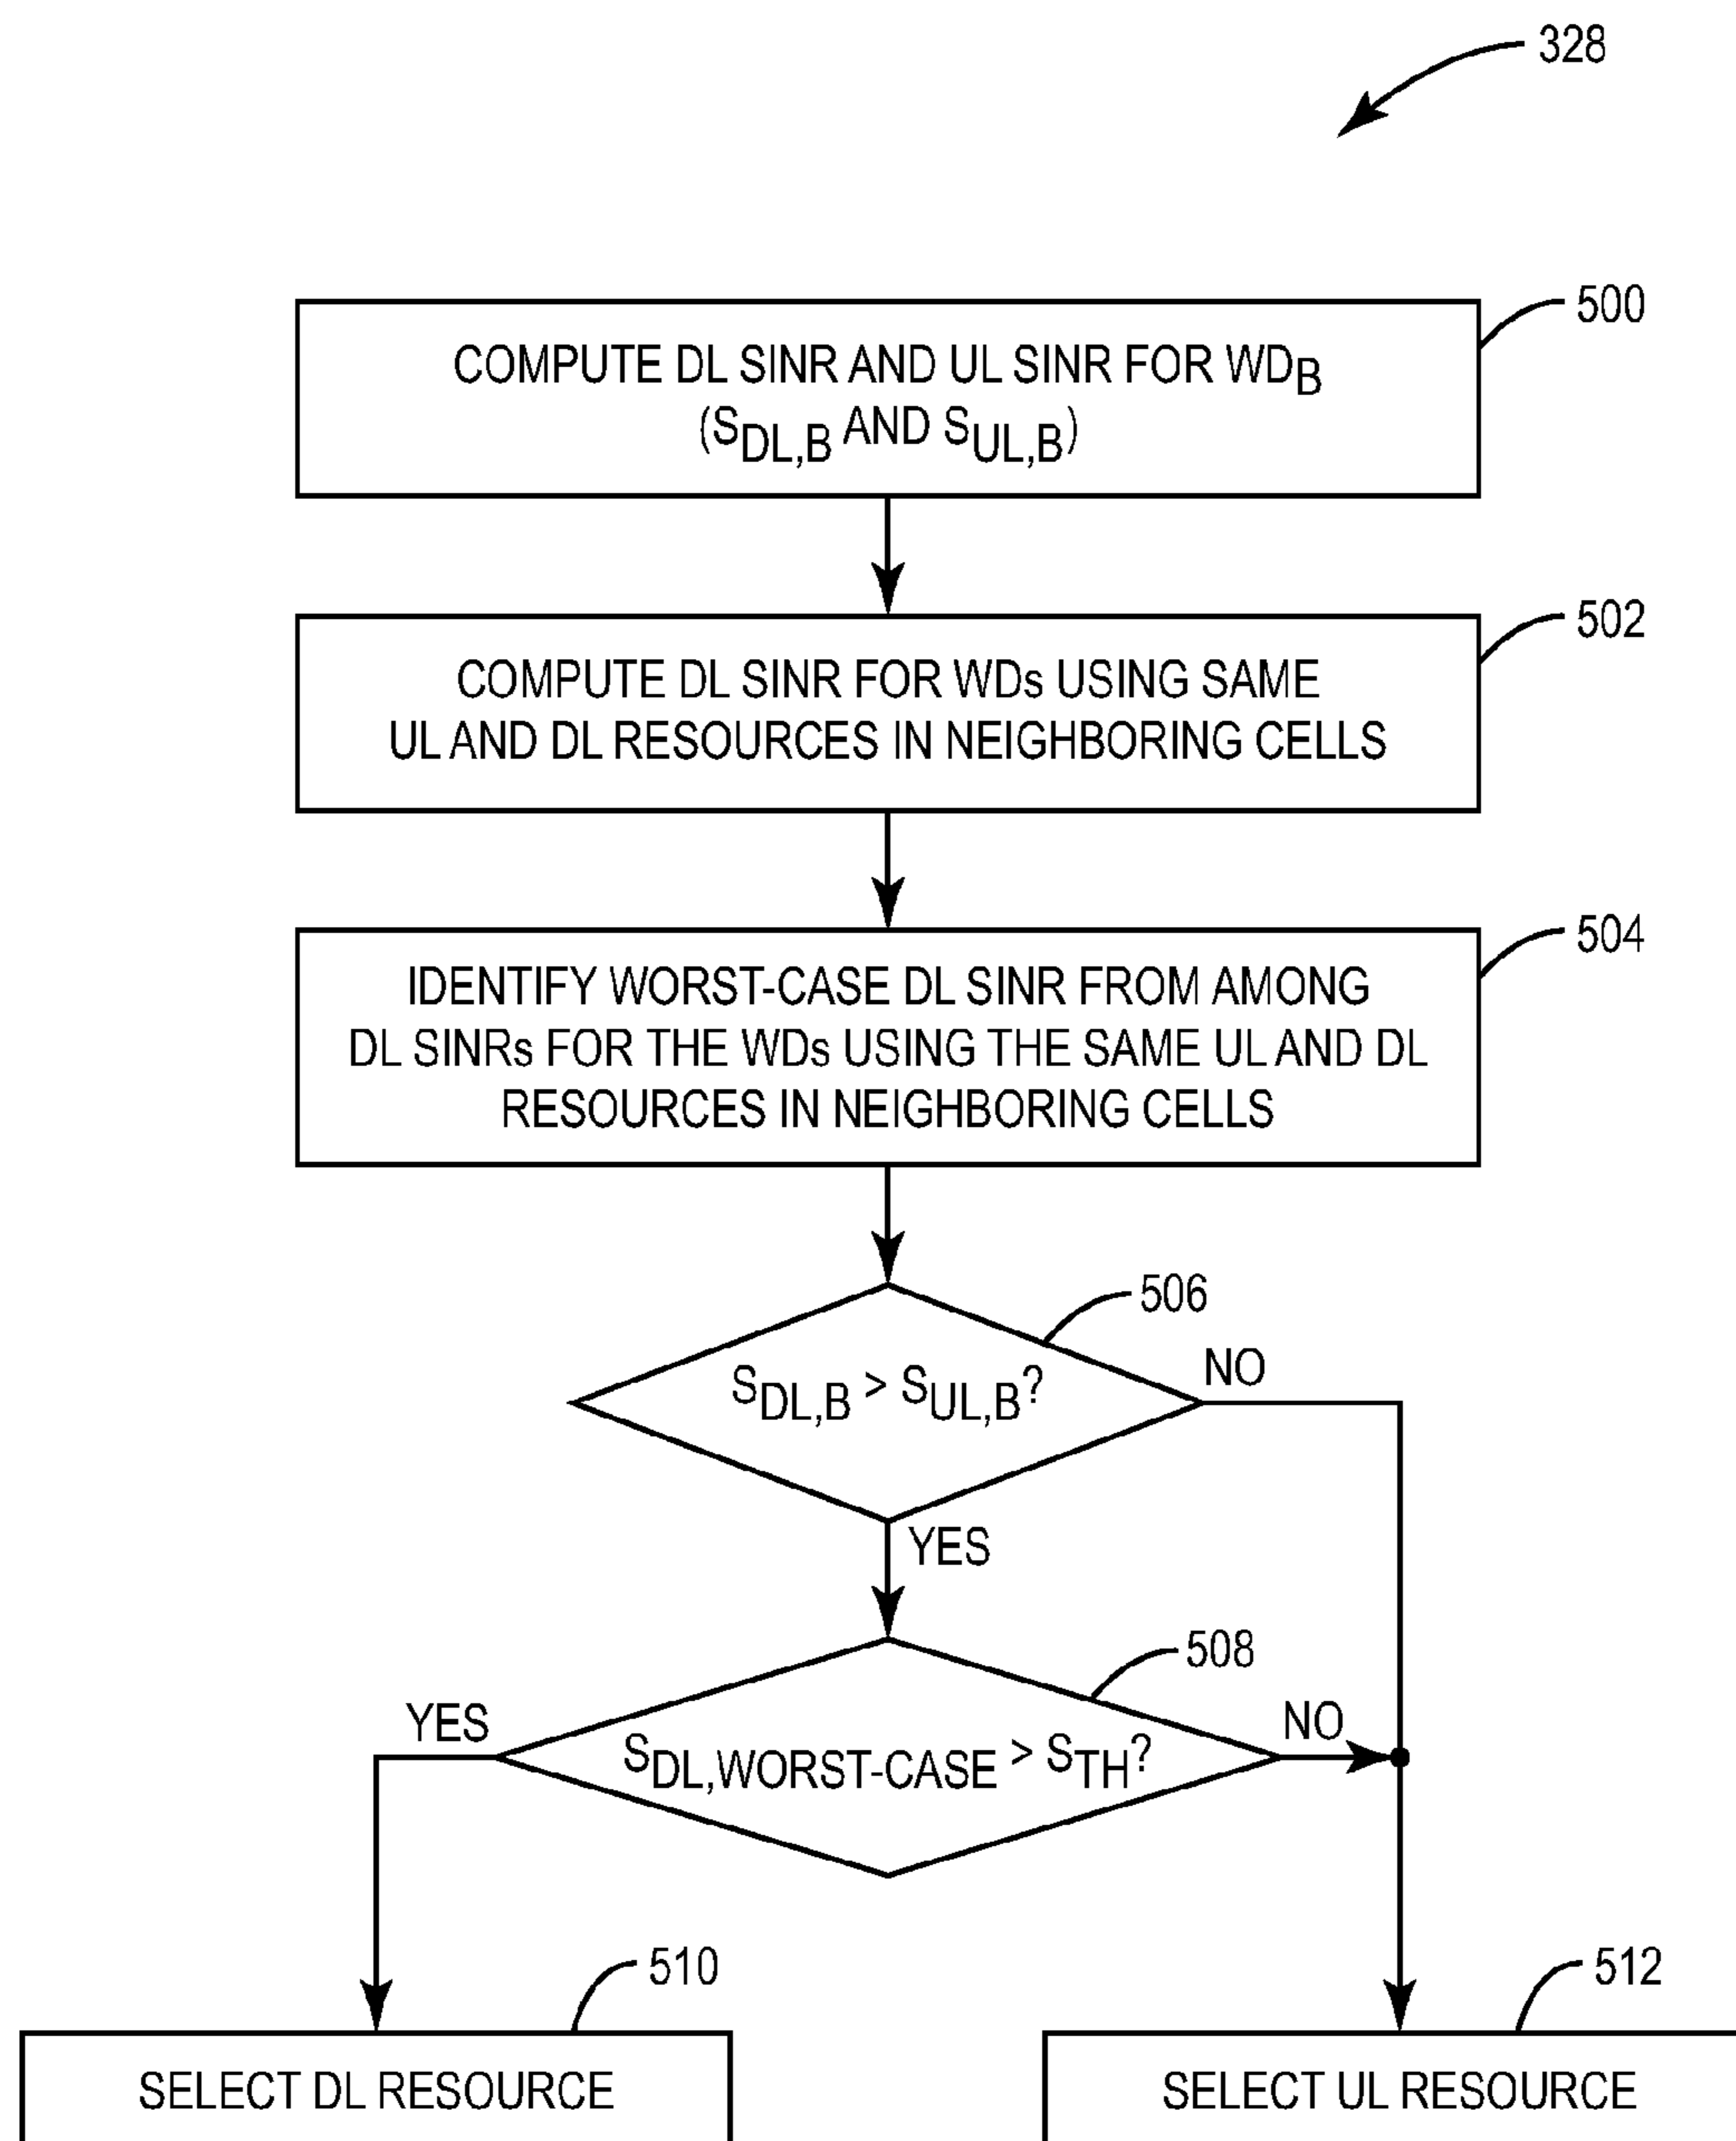 328
500
COMPUTE DL SINR AND UL SINR FOR WDB
(SDL,B AND SUL,B)
502
COMPUTE DL SINR FOR WDs USING SAME
UL AND DL RESOURCES IN NEIGHBORING CELLS
504
IDENTIFY WORST-CASE DL SINR FROM AMONG
DL SINRs FOR THE WDs USING THE SAME UL AND DL
RESOURCES IN NEIGHBORING CELLS
506
SDL,B > SUL,B?
NO
YES
508
YES
SDL,WORST-CASE > STH?
NO
510
512
SELECT DL RESOURCE
SELECT UL RESOURCE